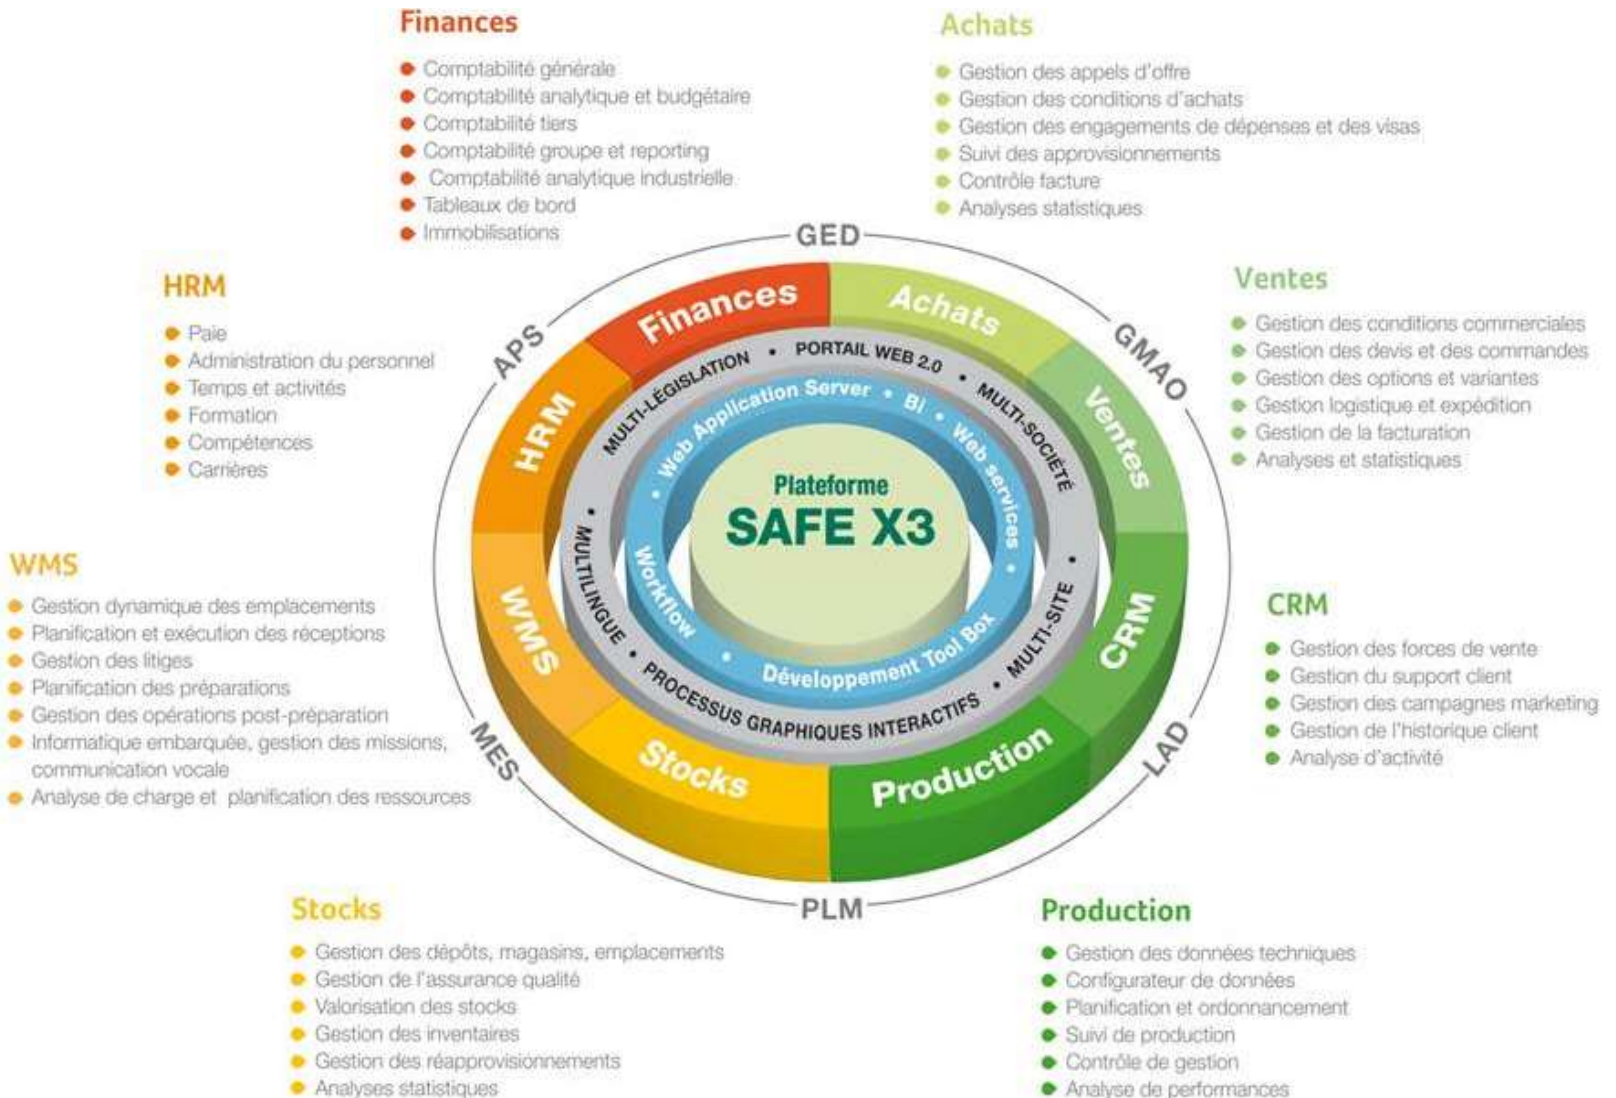 Finances
Comptabilité générale
Comptabilité analytique et budgétaire
Comptabilité tiers
Comptabilité groupe et reporting
Comptabilité analytique industrielle
Tableaux de bord
Immobilisations
Achats
Gestion des appels d'offre
Gestion des conditions d'achats
Gestion des engagements de dépenses et des visas
Suivi des approvisionnements
Contrôle facture
Analyses statistiques
HRM
Paie
Administration du personnel
Temps et activités
Formation
Compétences
Carrières
Ventes
Gestion des conditions commerciales
Gestion des devis et des commandes
Gestion des options et variantes
Gestion logistique et expédition
Gestion de la facturation
Analyses et statistiques
WMS
Gestion dynamique des emplacements
Planification et exécution des réceptions
Gestion des litiges
Planification des préparations
Gestion des opérations post-préparation
Informatique embarquée, gestion des missions,
communication vocale
Analyse de charge et planification des ressources
CRM
Gestion des forces de vente
Gestion du support client
Gestion des campagnes marketing
Gestion de l'historique client
Analyse d'activité
GED
GMAO
LAD
PLM
MES
APS
Finances
Achats
Ventes
CRM
Production
Stocks
WMS
HRM
MULTI-LÉGISLATION • PORTAIL WEB 2.0 • MULTI-SOCIÉTÉ • MULTI-SITE • PROCESSUS GRAPHIQUES INTERACTIFS • MULTILINGUE •
• Web Application Server • BI • Web services • Développement Tool Box • Workflow
Plateforme
SAFE X3
Stocks
Gestion des dépôts, magasins, emplacements
Gestion de l'assurance qualité
Valorisation des stocks
Gestion des inventaires
Gestion des réapprovisionnements
Analyses statistiques
Production
Gestion des données techniques
Configurateur de données
Planification et ordonnancement
Suivi de production
Contrôle de gestion
Analyse de performances